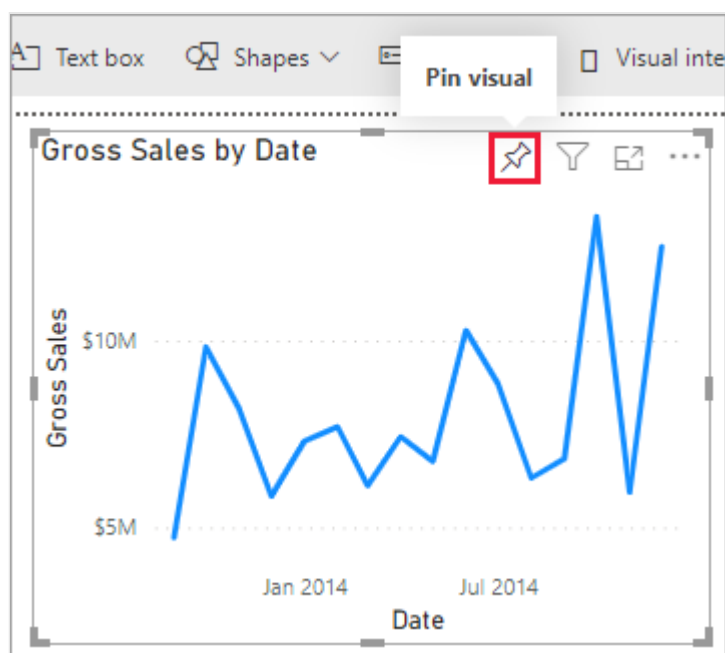 Text box
Shapes
Visual inte
Pin visual
Gross Sales by Date
Gross Sales
$10M
$5M
Jan 2014
Jul 2014
Date